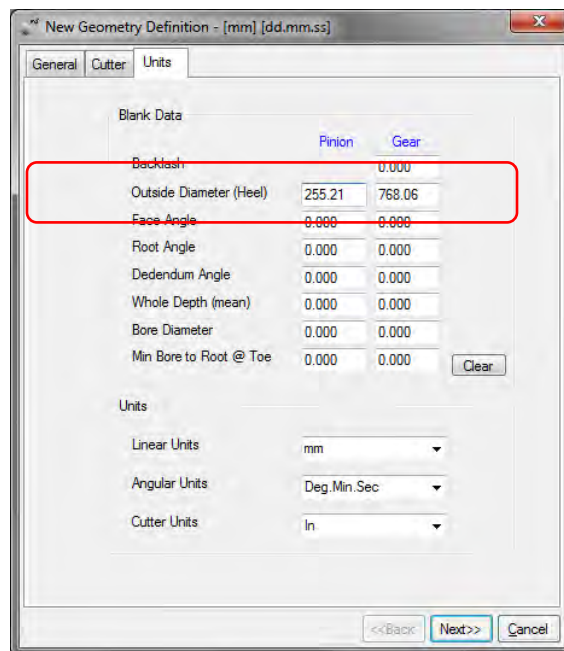 New Geometry Definition - [mm] [dd.mm.ss]
General Cutter Units
Blank Data
Pinion Gear
Backlash 0.000
Outside Diameter (Heel) 255.21 768.06
Face Angle 0.000 0.000
Root Angle 0.000 0.000
Dedendum Angle 0.000 0.000
Whole Depth (mean) 0.000 0.000
Bore Diameter 0.000 0.000
Min Bore to Root @ Toe 0.000 0.000 Clear
Units
Linear Units mm
Angular Units Deg.Min.Sec
Cutter Units In
<<Back Next>> Cancel